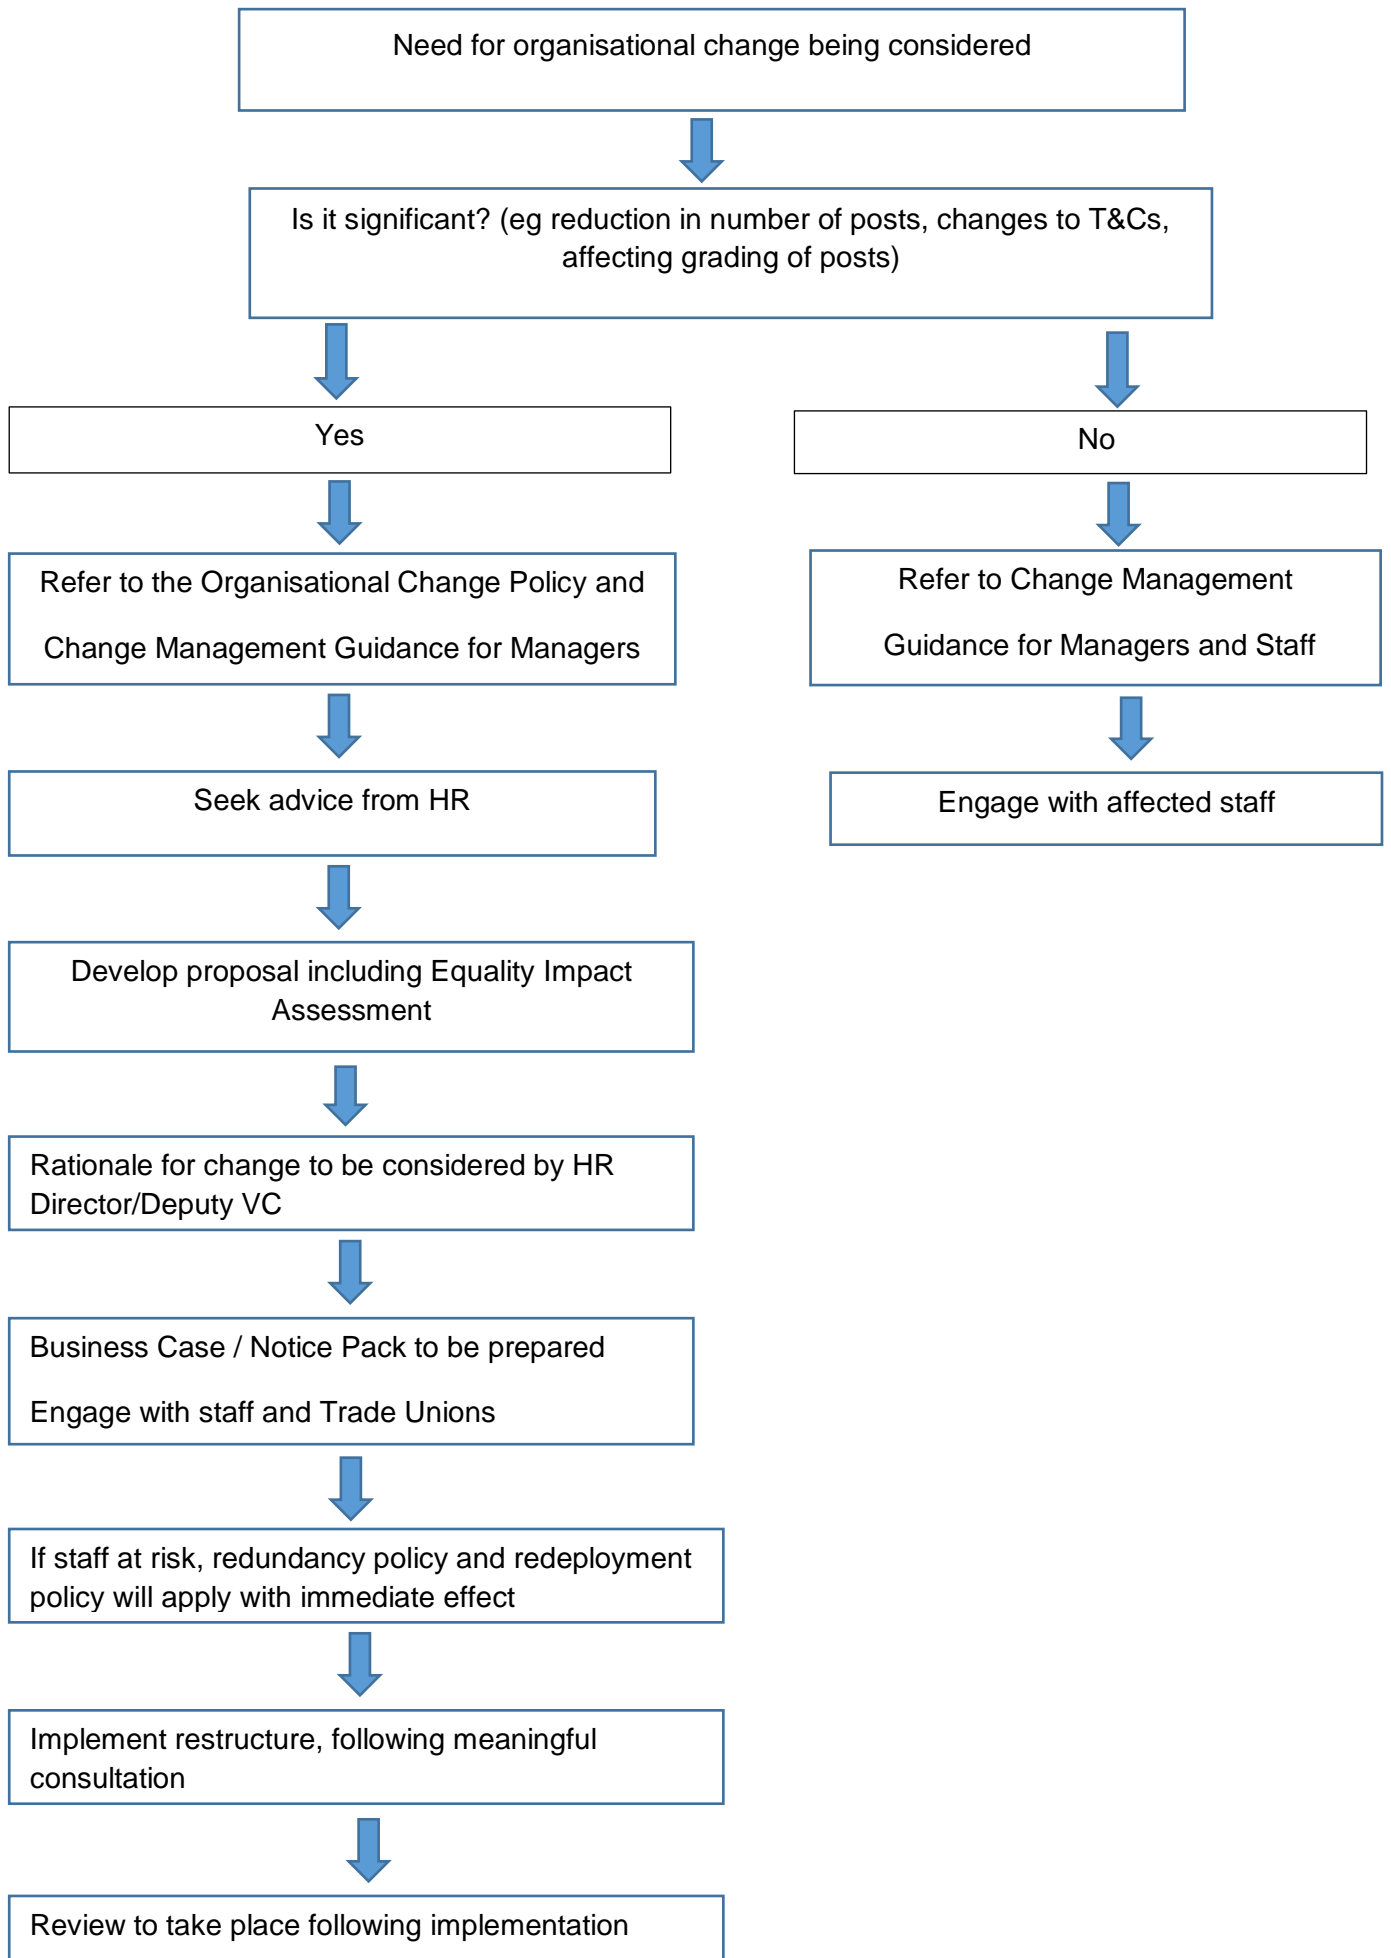 Need for organisational change being considered
Is it significant? (eg reduction in number of posts, changes to T&Cs,
affecting grading of posts)
Yes
No
Refer to the Organisational Change Policy and
Change Management Guidance for Managers
Refer to Change Management
Guidance for Managers and Staff
Seek advice from HR
Engage with affected staff
Develop proposal including Equality Impact
Assessment
Rationale for change to be considered by HR
Director/Deputy VC
Business Case / Notice Pack to be prepared
Engage with staff and Trade Unions
If staff at risk, redundancy policy and redeployment
policy will apply with immediate effect
Implement restructure, following meaningful
consultation
Review to take place following implementation